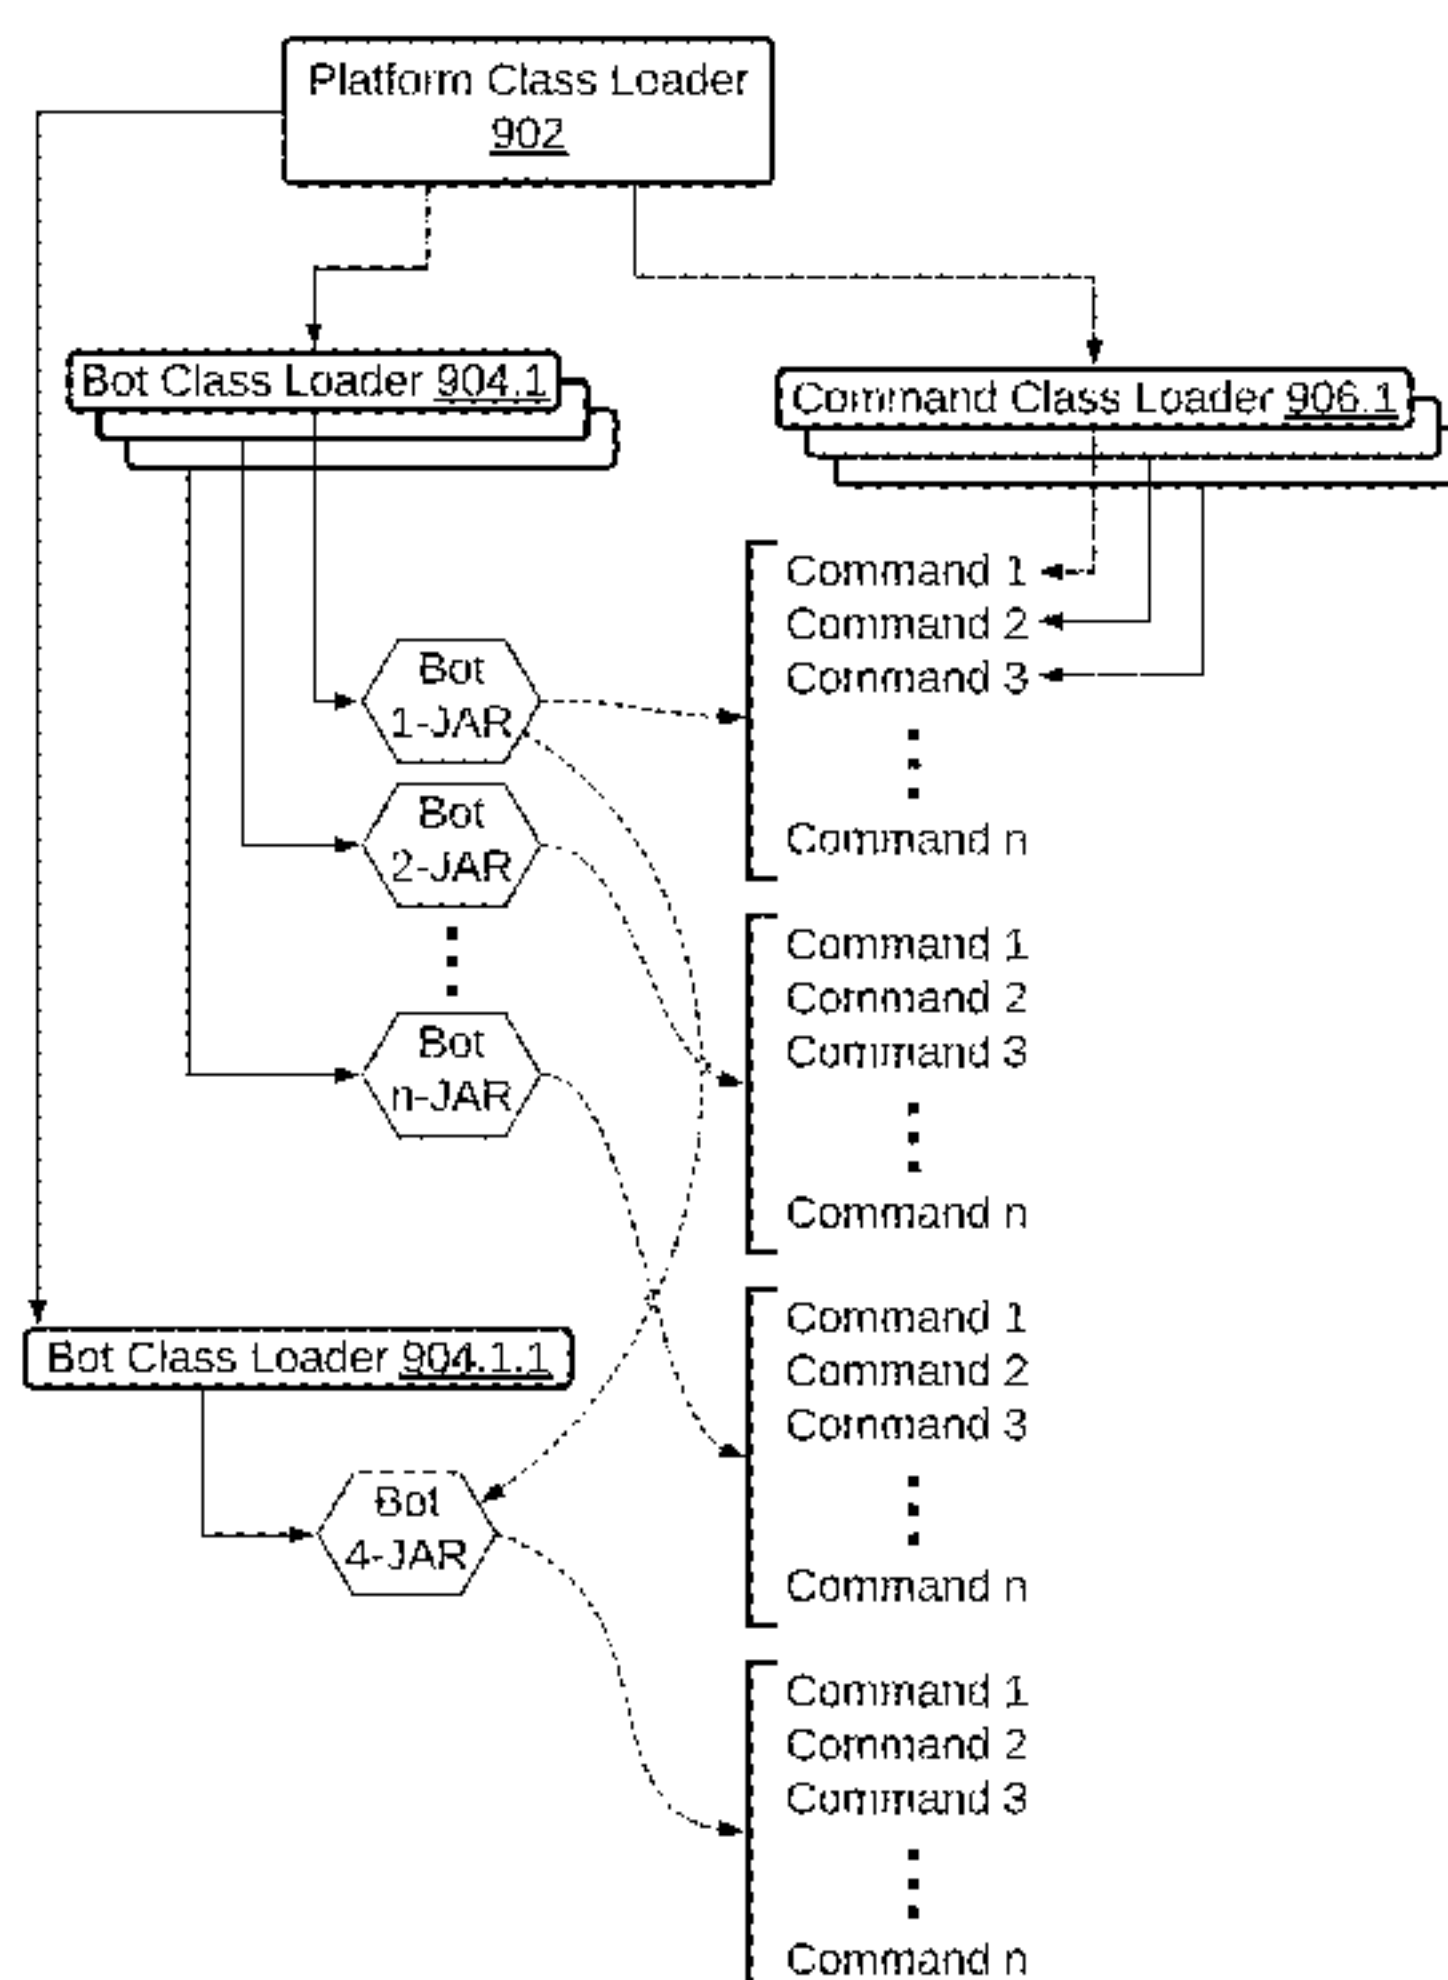 Platform Class Loader
902
Bot Class Loader 904.1
Command Class Loader 906.1
Command 1
Command 2
Command 3
Command n
Bot
1-JAR
Bot
2-JAR
Bot
n-JAR
Command 1
Command 2
Command 3
Command n
Command 1
Command 2
Command 3
Command n
Bot Class Loader 904.1.1
Bot
4-JAR
Command 1
Command 2
Command 3
Command n